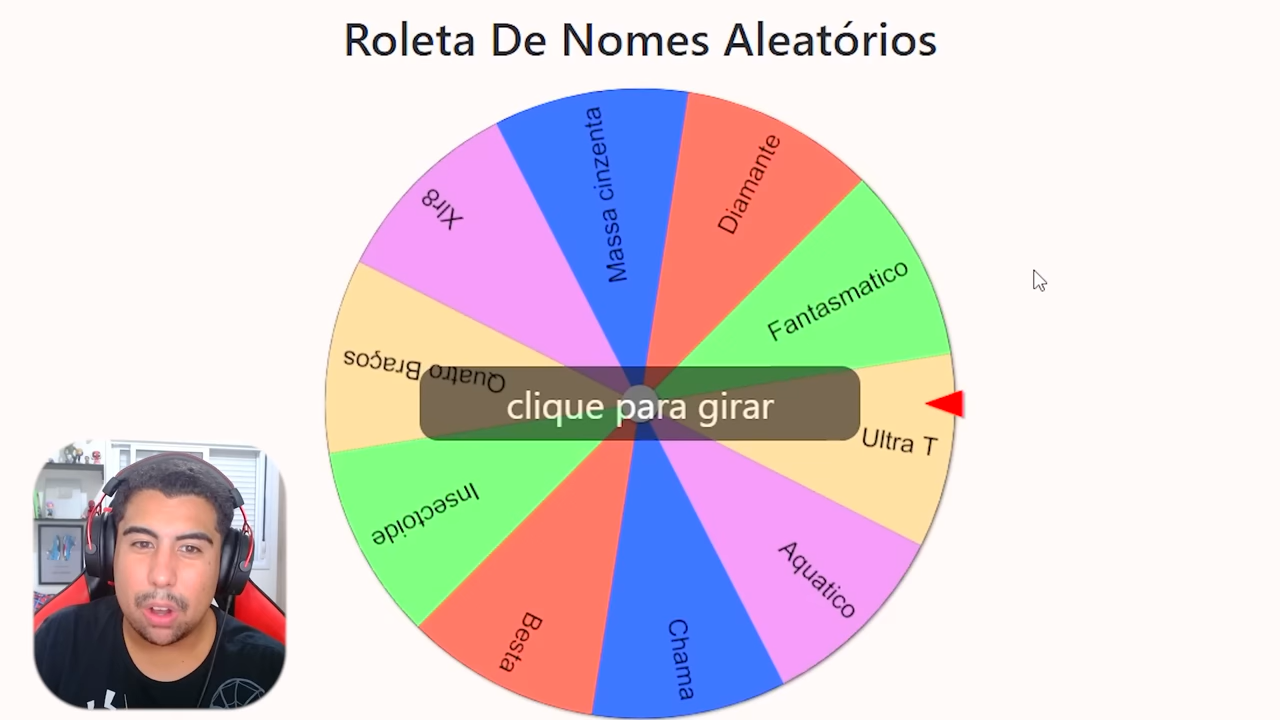 Roleta De Nomes Aleatórios
Massa cinzenta
Diamante
Xlr8
Fantasmatico
Quatro Braços
clique para girar
Ultra T
Insectoide
Aquatico
Besta
Chama